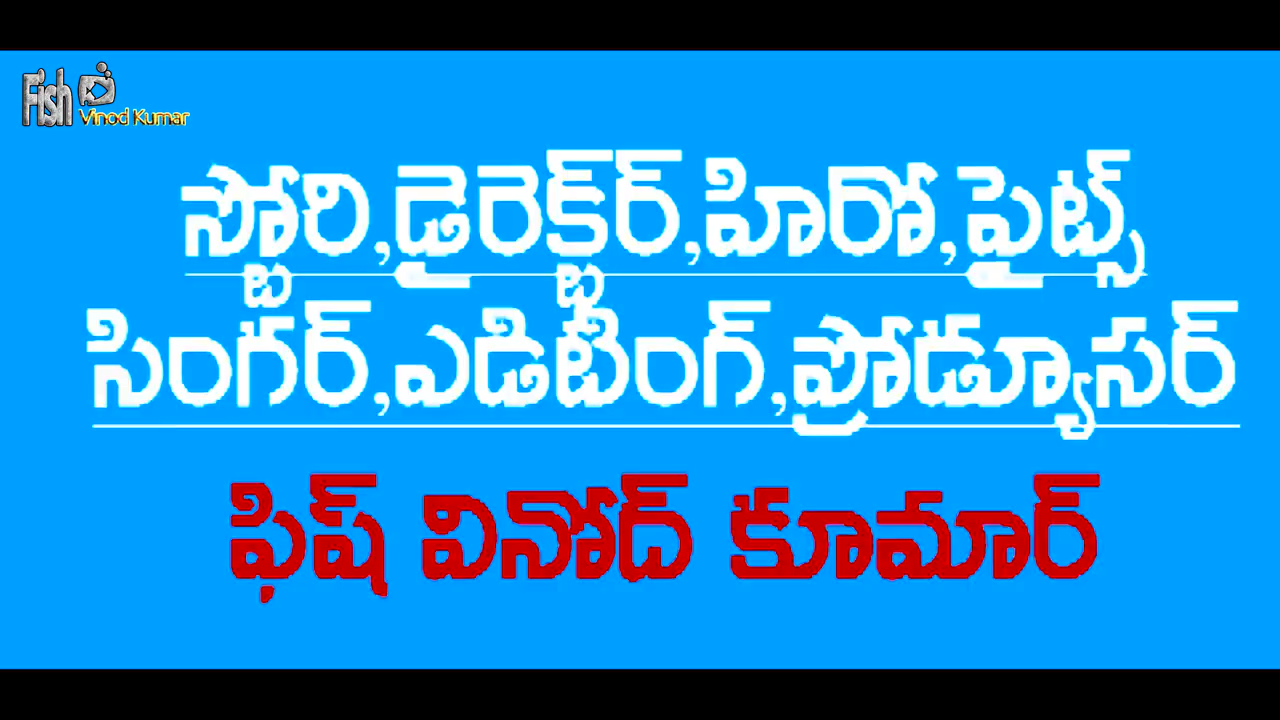 Fish
Vinod Kumar
స్టోరి,డైరెక్టర్,హిరో,ఫైట్స్
సింగర్,ఎడిటింగ్,ప్రోడ్యూసర్
ఫిష్ వినోద్ కూమార్